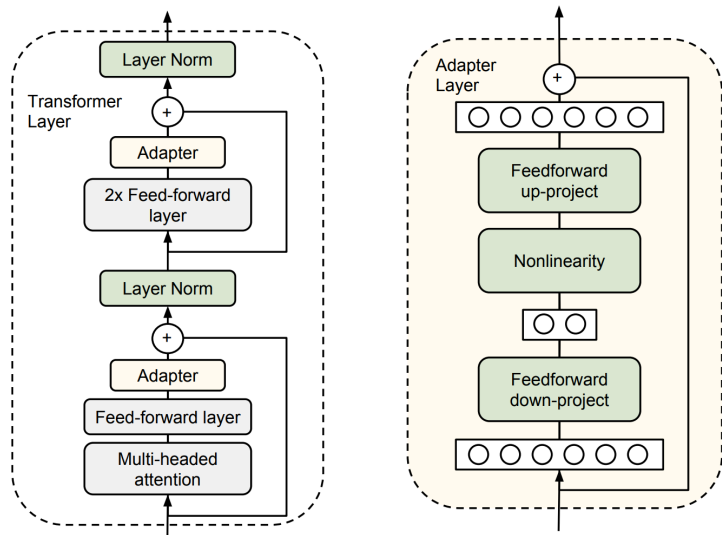 Layer Norm
Transformer
Layer
+
Adapter
2x Feed-forward
layer
Layer Norm
+
Adapter
Feed-forward layer
Multi-headed
attention
Adapter
Layer
+
Feedforward
up-project
Nonlinearity
Feedforward
down-project